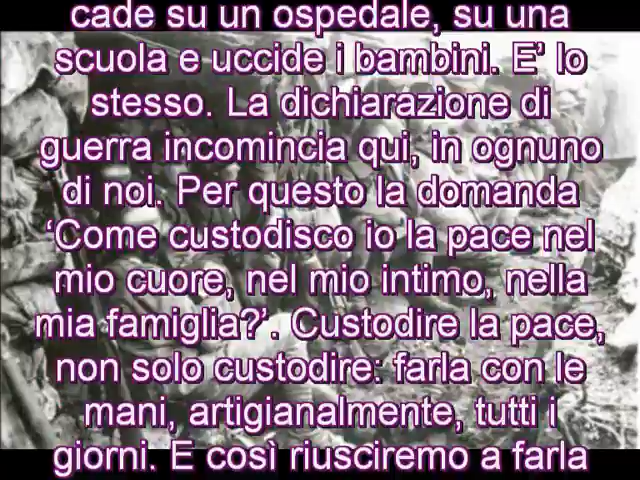 cade su un ospedale, su una
scuola e uccide i bambini. E’ lo
stesso. La dichiarazione di
guerra incomincia qui, in ognuno
di noi. Per questo la domanda
‘Come custodisco io la pace nel
mio cuore, nel mio intimo, nella
mia famiglia?’. Custodire la pace,
non solo custodire: farla con le
mani, artigianalmente, tutti i
giorni. E così riusciremo a farla